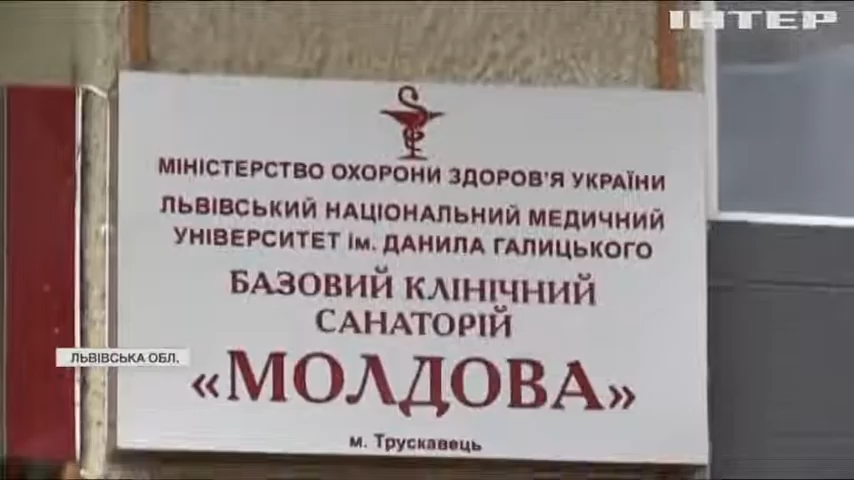 ІНТЕР
МІНІСТЕРСТВО ОХОРОНИ ЗДОРОВ'Я УКРАЇНИ
ЛЬВІВСЬКИЙ НАЦІОНАЛЬНИЙ МЕДИЧНИЙ
УНІВЕРСИТЕТ ім. ДАНИЛА ГАЛИЦЬКОГО
БАЗОВИЙ КЛІНІЧНИЙ
САНАТОРІЙ
«МОЛДОВА»
м. Трускавець
ЛЬВІВСЬКА ОБЛ.